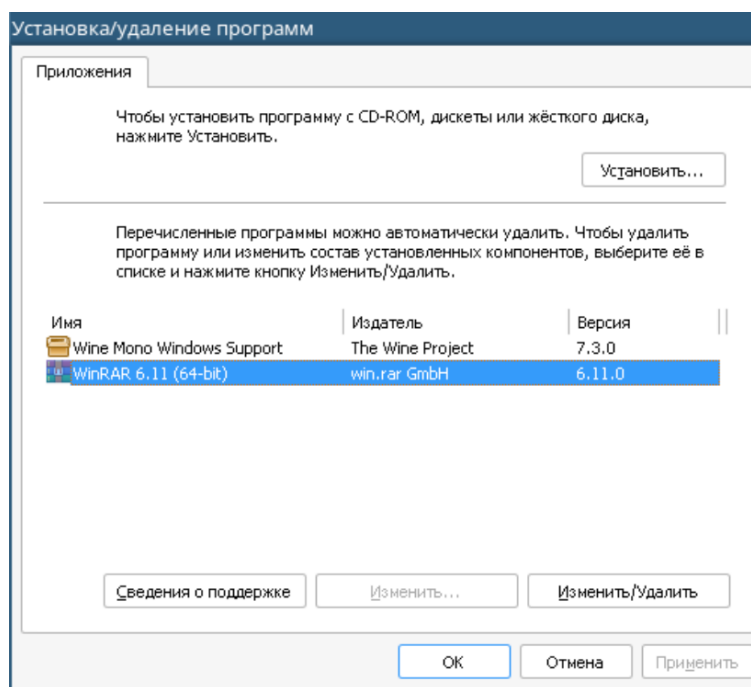 Установка/удаление программ
Приложения
Чтобы установить программу с CD-ROM, дискеты или жёсткого диска,
нажмите Установить.
Установить...
Перечисленные программы можно автоматически удалить. Чтобы удалить
программу или изменить состав установленных компонентов, выберите её в
списке и нажмите кнопку Изменить/Удалить.
Имя Издатель Версия
Wine Mono Windows Support The Wine Project 7.3.0
WinRAR 6.11 (64-bit) win.rar GmbH 6.11.0
Сведения о поддержке Изменить... Изменить/Удалить
ОК Отмена Применить